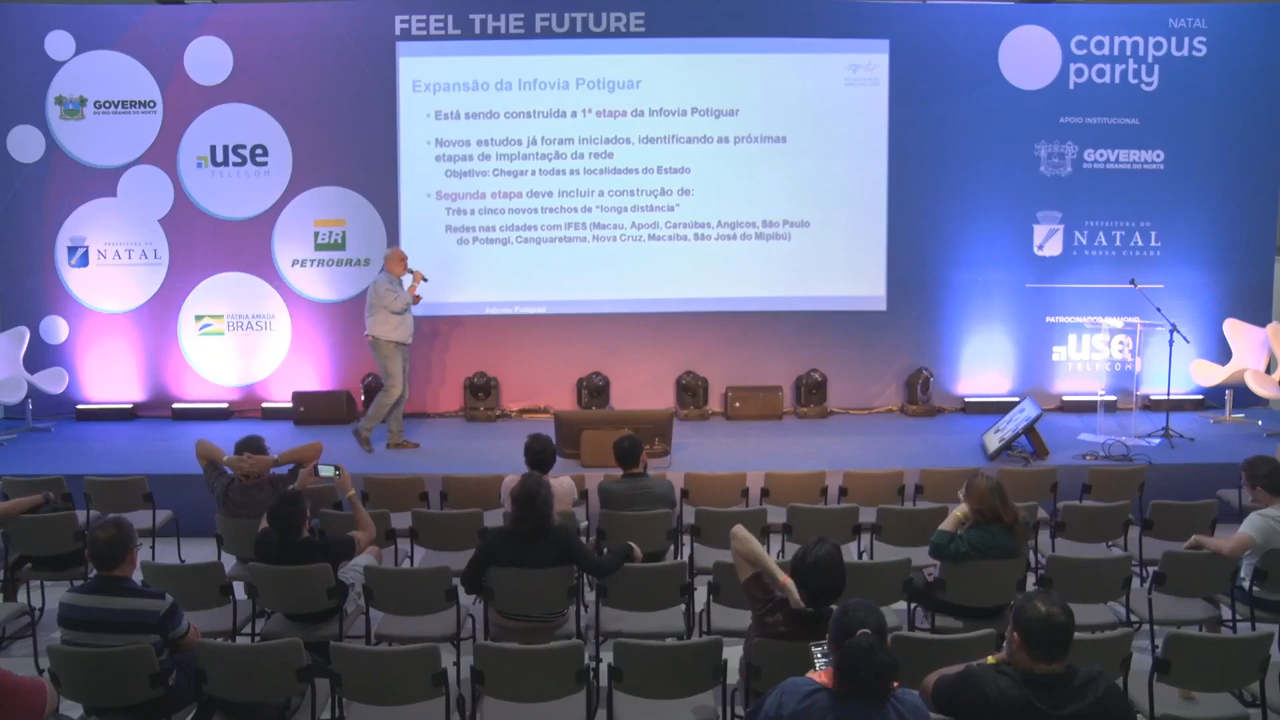 FEEL THE FUTURE
Expansão da Infovia Potiguar
Está sendo construída a 1ª etapa da Infovia Potiguar
Novos estudos já foram iniciados, identificando as próximas
etapas de implantação da rede
Objetivo: Chegar a todas as localidades do Estado
Segunda etapa deve incluir a construção de:
Três a cinco novos trechos de “longa distância”
Redes nas cidades com IFES (Macau, Apodi, Caraúbas, Angicos, São Paulo
do Potengi, Canguaretama, Nova Cruz, Macaiba, São José do Mipibú)
Infovia Potiguar
GOVERNO
DO RIO GRANDE DO NORTE
USE
TELECOM
PREFEITURA DO
NATAL
BR
PETROBRAS
PÁTRIA AMADA
BRASIL
NATAL
campus
party
APOIO INSTITUCIONAL
GOVERNO
DO RIO GRANDE DO NORTE
PREFEITURA DO
NATAL
A NOSSA CIDADE
PATROCINADOR DIAMOND
USE
TELECOM